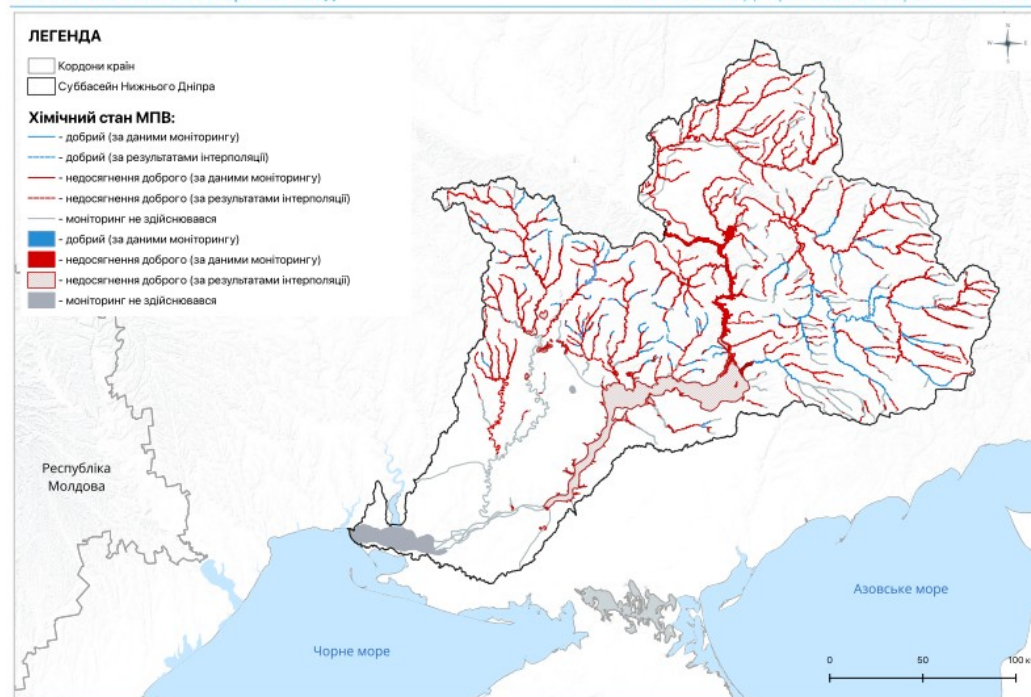 ЛЕГЕНДА
Кордони країн
Суббасейн Нижнього Дніпра
Хімічний стан МПВ:
- добрий (за даними моніторингу)
- добрий (за результатами інтерполяції)
- недосягнення доброго (за даними моніторингу)
- недосягнення доброго (за результатами інтерполяції)
- моніторинг не здійснювався
- добрий (за даними моніторингу)
- недосягнення доброго (за даними моніторингу)
- недосягнення доброго (за результатами інтерполяції)
- моніторинг не здійснювався
N
W
E
S
Республіка
Молдова
Азовське море
Чорне море
0 50 100